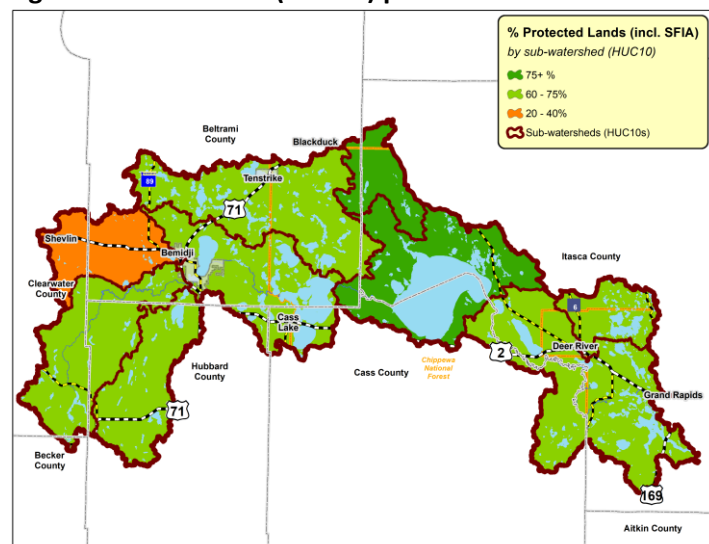 % Protected Lands (incl. SFIA)
by sub-watershed (HUC10)
75+ %
60 - 75%
20 - 40%
Sub-watersheds (HUC10s)
Beltrami
County
Blackduck
89
Tenstrike
71
Shevlin
Bemidji
Itasca County
Clearwater
County
Cass
Lake
6
Hubbard
County
Cass County
Chippewa
National
Forest
2
Deer River
Grand Rapids
71
Becker
County
169
Aitkin County